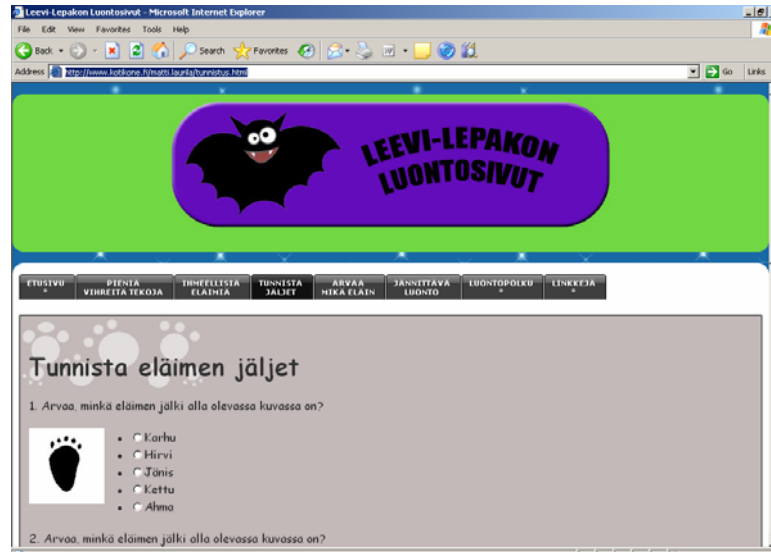 Leevi-Lepakon Luontosivut - Microsoft Internet Explorer
File Edit View Favorites Tools Help
Back Search Favorites
Address http://www.kotikone.fi/matti.laurila/tunnistus.html Go Links
LEEVI-LEPAKON
LUONTOSIVUT
ETUSIVU
PIENIÄ
VIHREITÄ TEKOJA
IHMEELLISIÄ
ELÄIMIÄ
TUNNISTA
JÄLJET
ARVAA
MIKÄ ELÄIN
JÄNNITTÄVÄ
LUONTO
LUONTOPOLKU
LINKKEJÄ
Tunnista eläimen jäljet
1. Arvaa, minkä eläimen jälki alla olevassa kuvassa on?
Karhu
Hirvi
Jänis
Kettu
Ahma
2. Arvaa, minkä eläimen jälki alla olevassa kuvassa on?